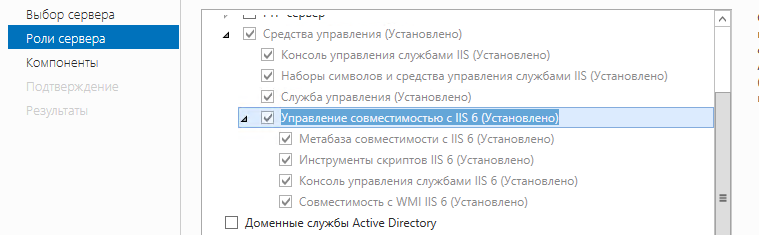 Выбор сервера
Роли сервера
Компоненты
Подтверждение
Результаты
сервер
Средства управления (Установлено)
Консоль управления службами IIS (Установлено)
Наборы символов и средства управления службами IIS (Установлено)
Служба управления (Установлено)
Управление совместимостью с IIS 6 (Установлено)
Метабаза совместимости с IIS 6 (Установлено)
Инструменты скриптов IIS 6 (Установлено)
Консоль управления службами IIS 6 (Установлено)
Совместимость с WMI IIS 6 (Установлено)
Доменные службы Active Directory